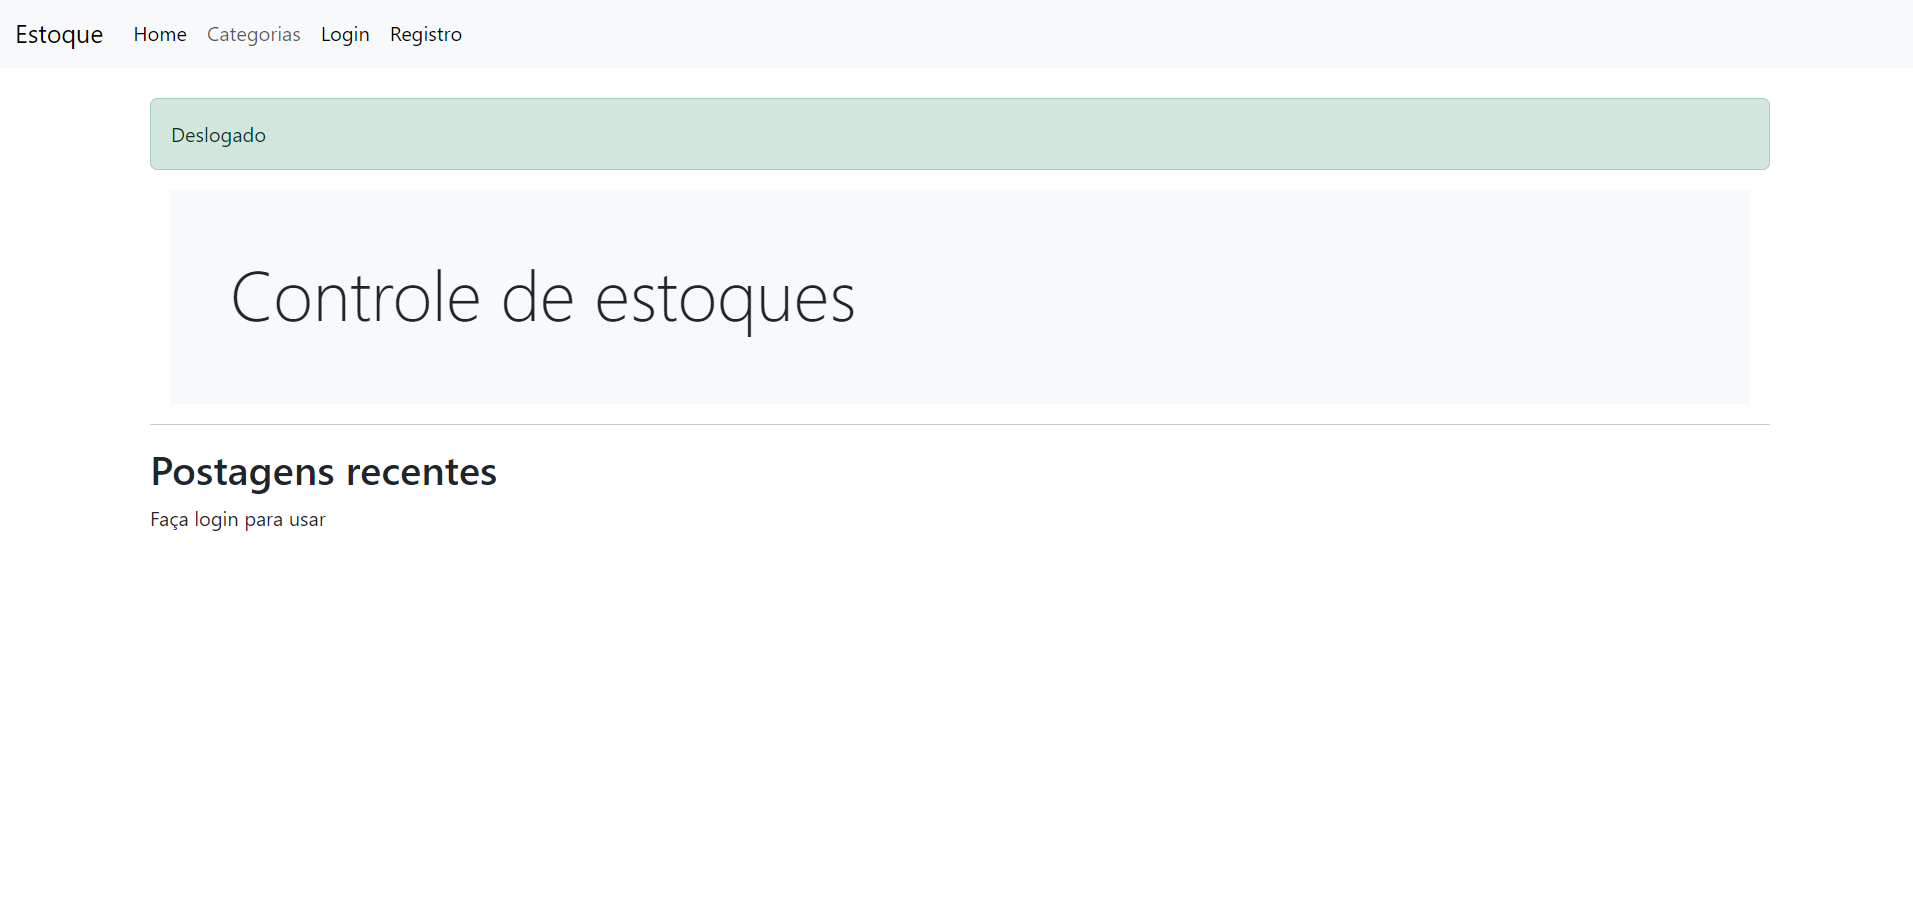 Estoque Home Categorias Login Registro
Deslogado
Controle de estoques
Postagens recentes
Faça login para usar